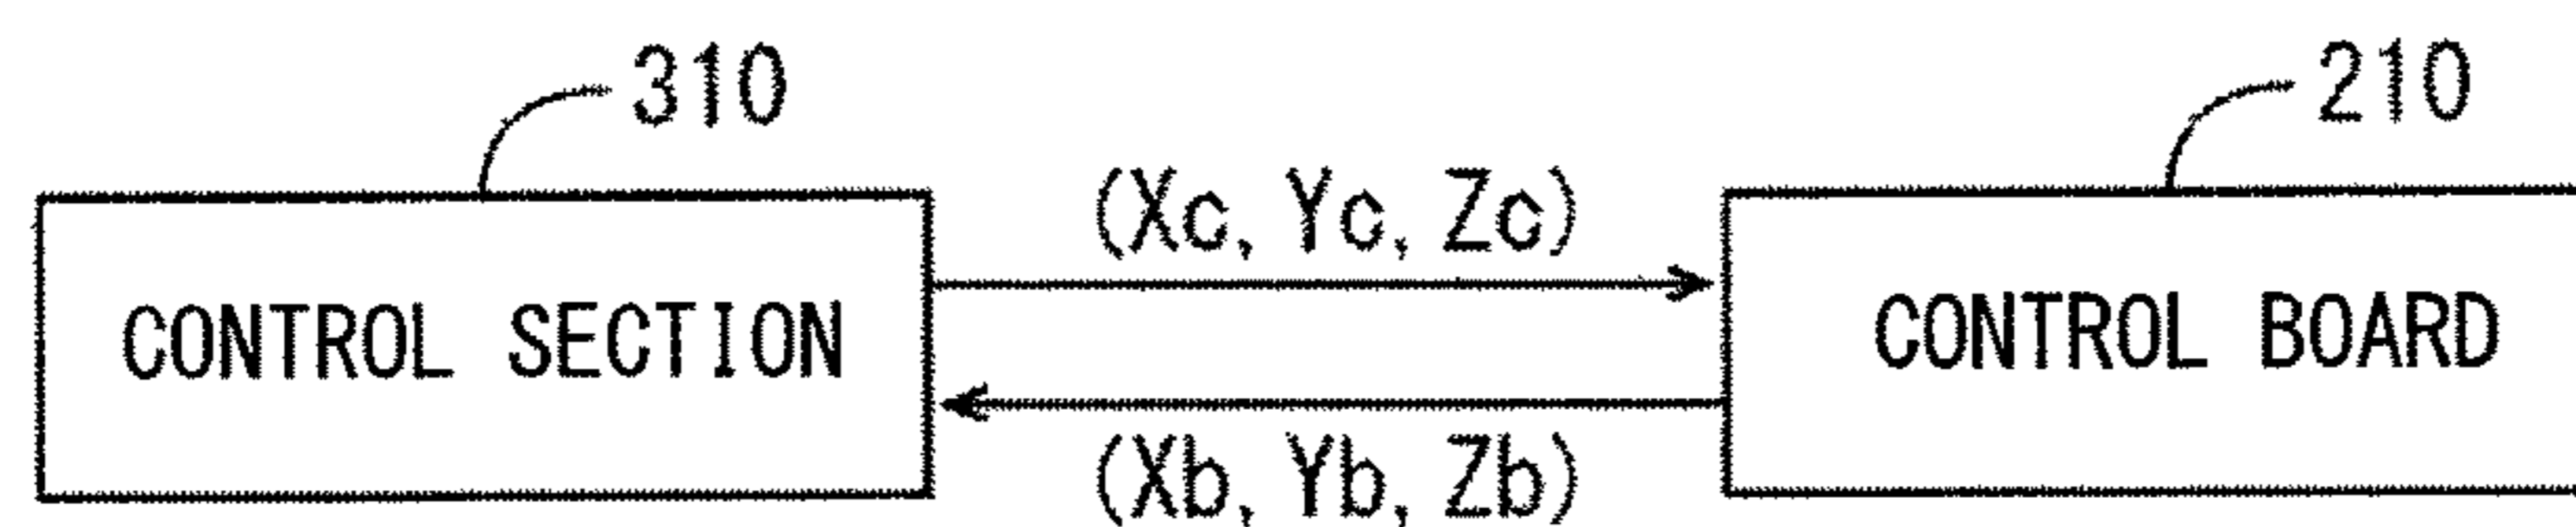 310
210
(Xc, Yc, Zc)
CONTROL SECTION
CONTROL BOARD
(Xb, Yb, Zb)